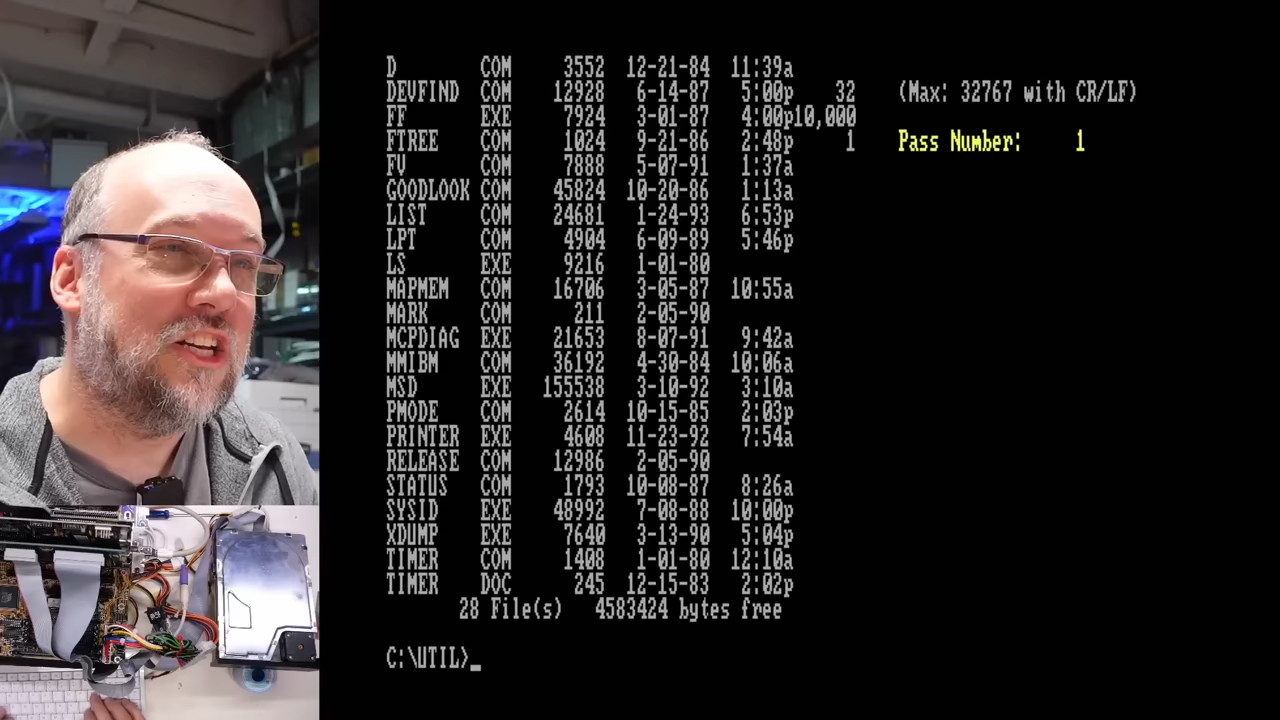 D COM 3552 12-21-84 11:39a
DEVFIND COM 12928 6-14-87 5:00p 32 (Max: 32767 with CR/LF)
FF EXE 7924 3-01-87 4:00p10,000
FTREE COM 1024 9-21-86 2:48p 1 Pass Number: 1
FV COM 7888 5-07-91 1:37a
GOODLOOK COM 45824 10-20-86 1:13a
LIST COM 24681 1-24-93 6:53p
LPT COM 4904 6-09-89 5:46p
LS EXE 9216 1-01-80
MAPMEM COM 16706 3-05-87 10:55a
MARK COM 211 2-05-90
MCPDIAG EXE 21653 8-07-91 9:42a
MMIBM COM 36192 4-30-84 10:06a
MSD EXE 155538 3-10-92 3:10a
PMODE COM 2614 10-15-85 2:03p
PRINTER EXE 4608 11-23-92 7:54a
RELEASE COM 12986 2-05-90
STATUS COM 1793 10-08-87 8:26a
SYSID EXE 48992 7-08-88 10:00p
XDUMP EXE 7640 3-13-90 5:04p
TIMER COM 1408 1-01-80 12:10a
TIMER DOC 245 12-15-83 2:02p
28 File(s) 4583424 bytes free
C:\UTIL>_